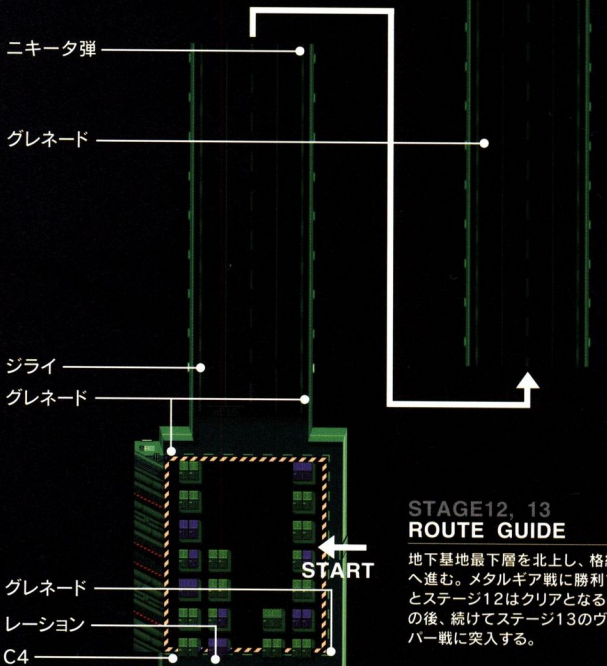 ニキータ弾
グレネード
ジライ
グレネード
START
グレネード
レーション
C4
STAGE12, 13
ROUTE GUIDE
地下基地最下層を北上し、格
へ進む。メタルギア戦に勝利
とステージ12はクリアとなる
の後、続けてステージ13のヴ
パー戦に突入する。